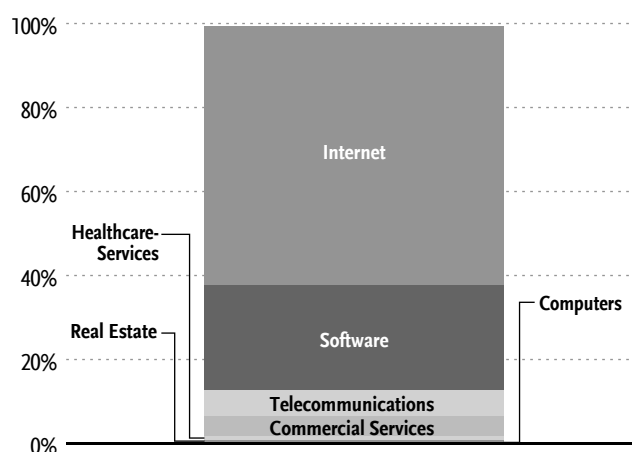 100%
80%
Internet
60%
Healthcare-
Services
40%
Computers
Real Estate
Software
20%
Telecommunications
Commercial Services
0%